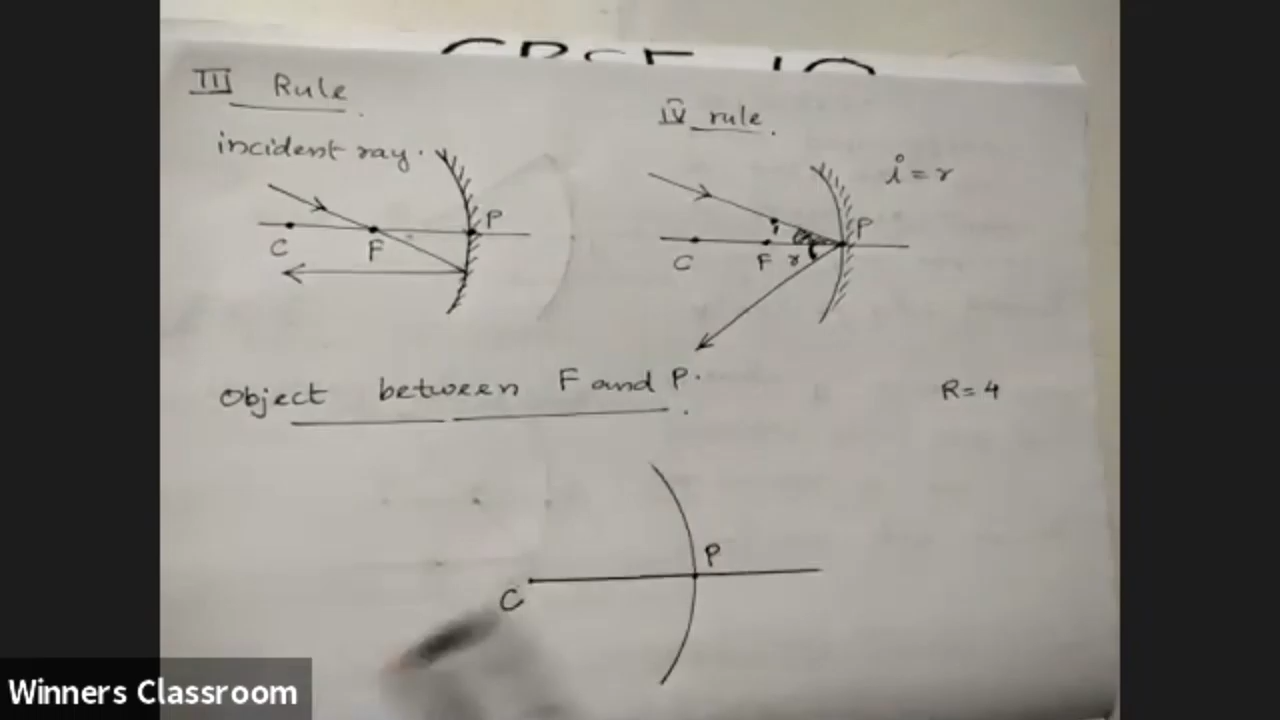 III Rule
incident ray.
C
F
P
IV rule.
i = r
i
r
C
F
P
Object between F and P.
R = 4
C
P
Winners Classroom